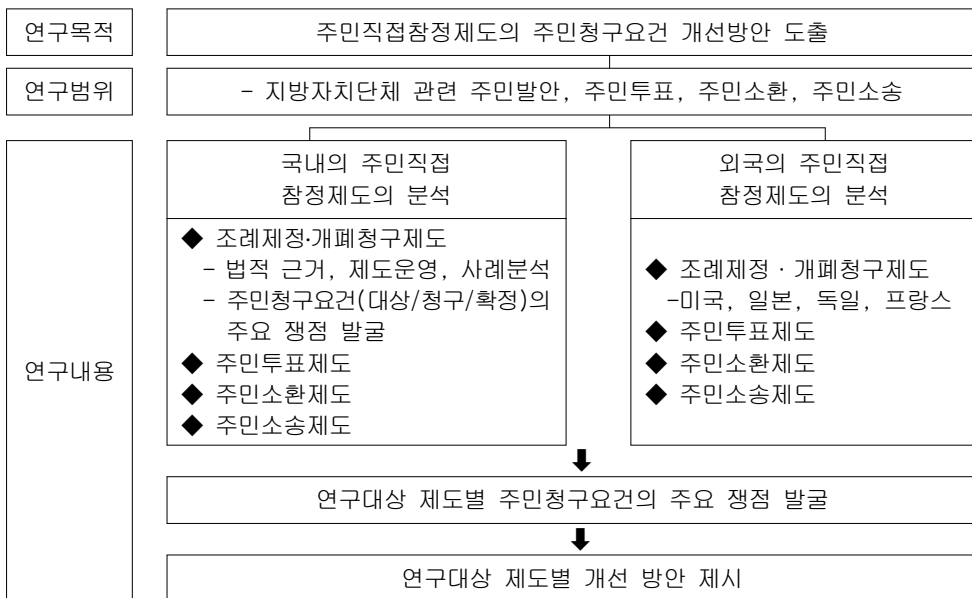 연구목적
주민직접참정제도의 주민청구요건 개선방안 도출
연구범위
- 지방자치단체 관련 주민발안, 주민투표, 주민소환, 주민소송
연구내용
국내의 주민직접
참정제도의 분석
◆ 조례제정·개폐청구제도
- 법적 근거, 제도운영, 사례분석
- 주민청구요건(대상/청구/확정)의
주요 쟁점 발굴
◆ 주민투표제도
◆ 주민소환제도
◆ 주민소송제도
외국의 주민직접
참정제도의 분석
◆ 조례제정 · 개폐청구제도
-미국, 일본, 독일, 프랑스
◆ 주민투표제도
◆ 주민소환제도
◆ 주민소송제도
연구대상 제도별 주민청구요건의 주요 쟁점 발굴
연구대상 제도별 개선 방안 제시